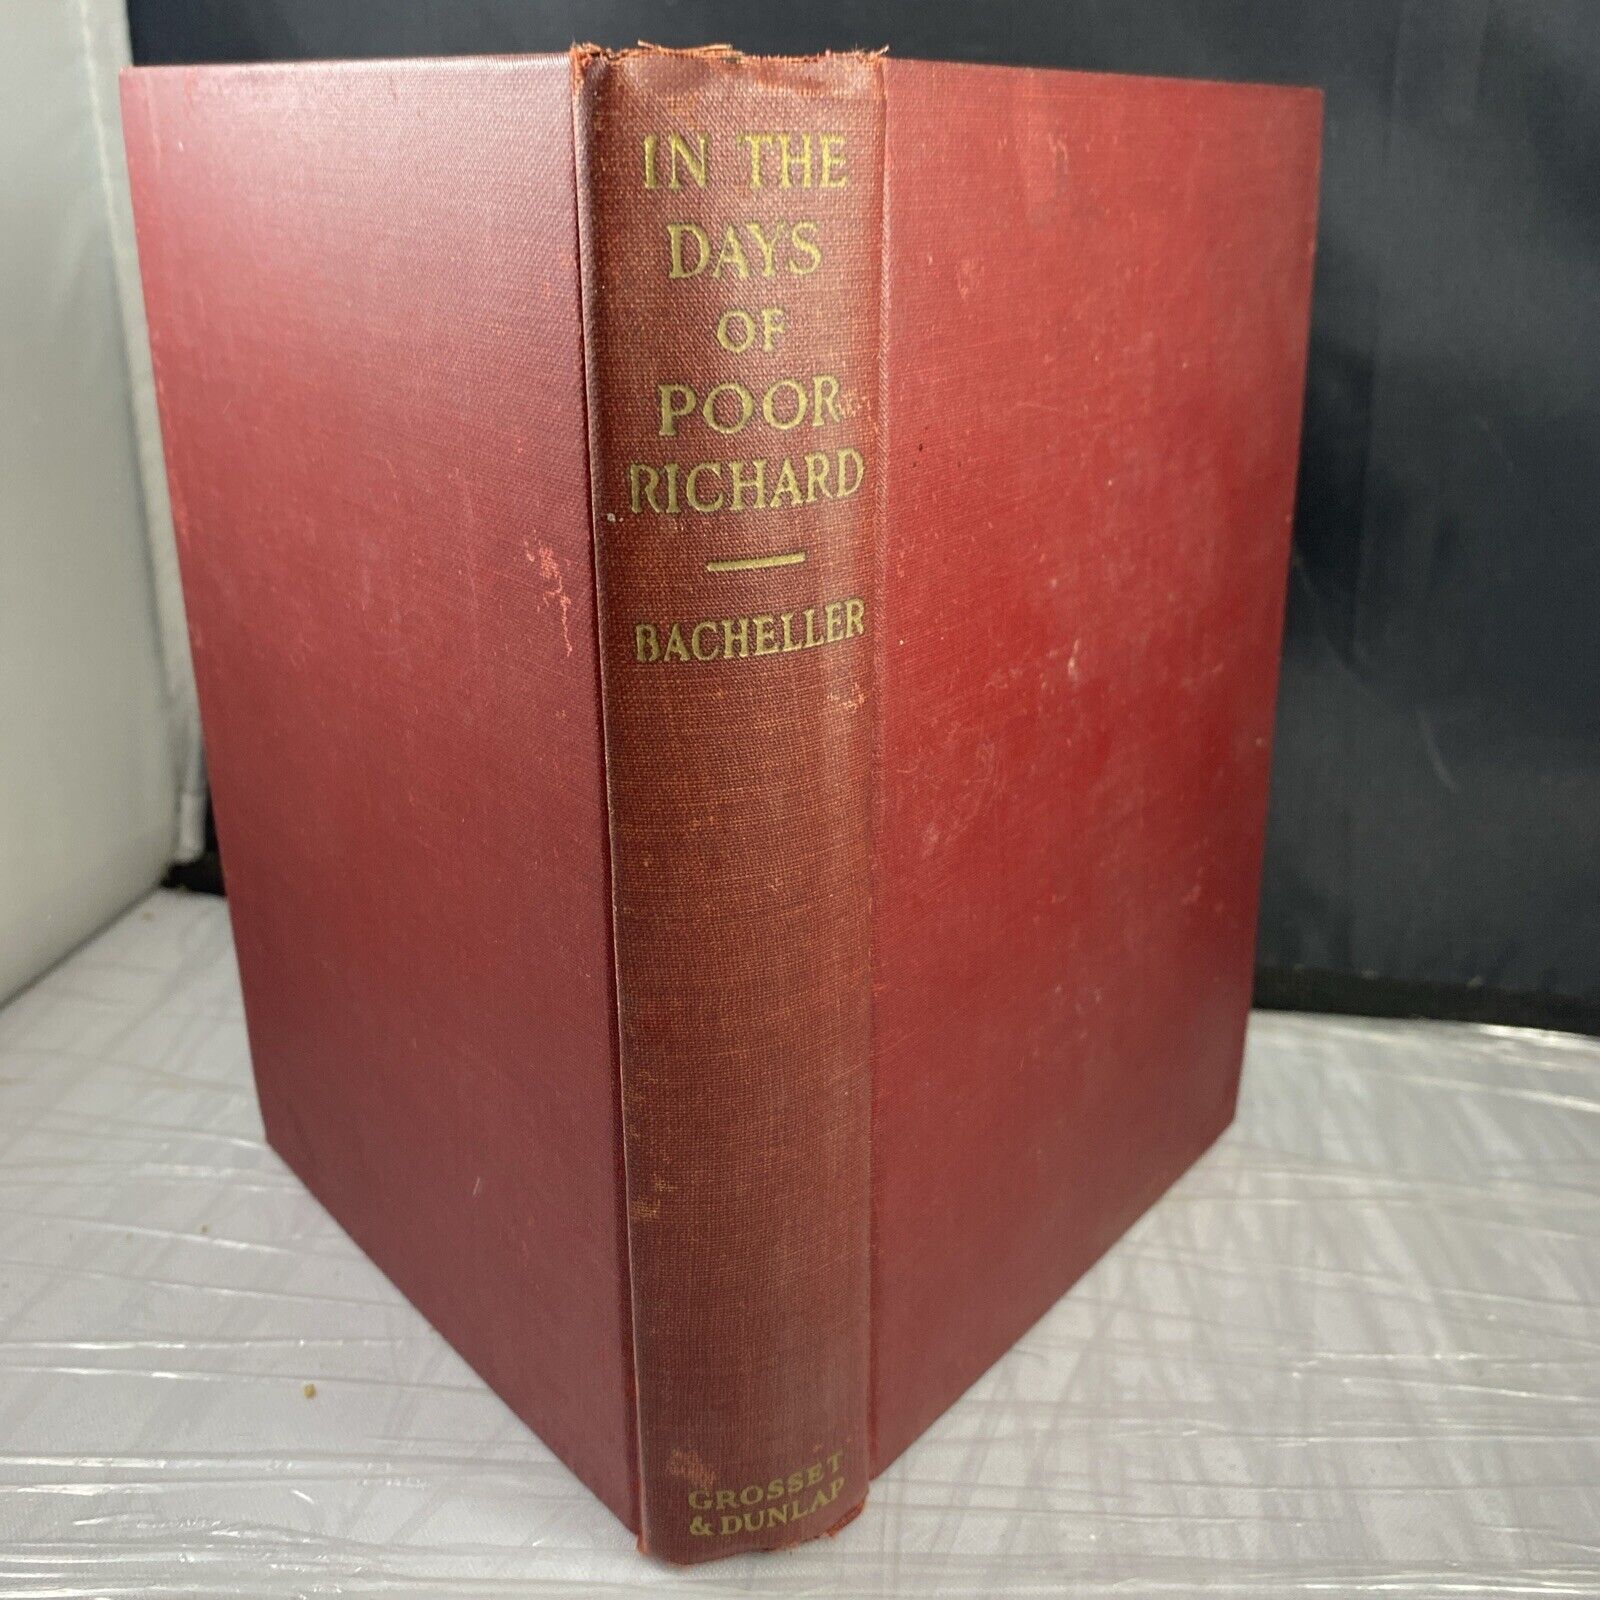 IN THE
DAYS
OF
POOR
RICHARD
BACHELLER
GROSSET
& DUNLAP